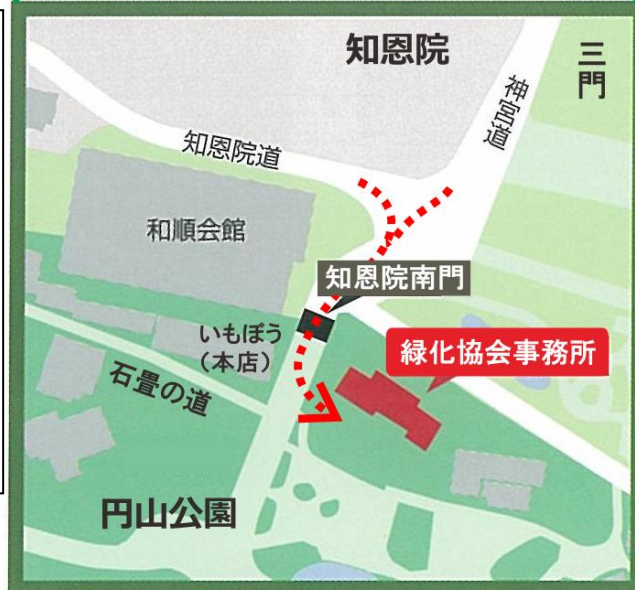 知恩院
三門
神宮道
知恩院道
和順会館
知恩院南門
いもぼう
（本店）
緑化協会事務所
石畳の道
円山公園